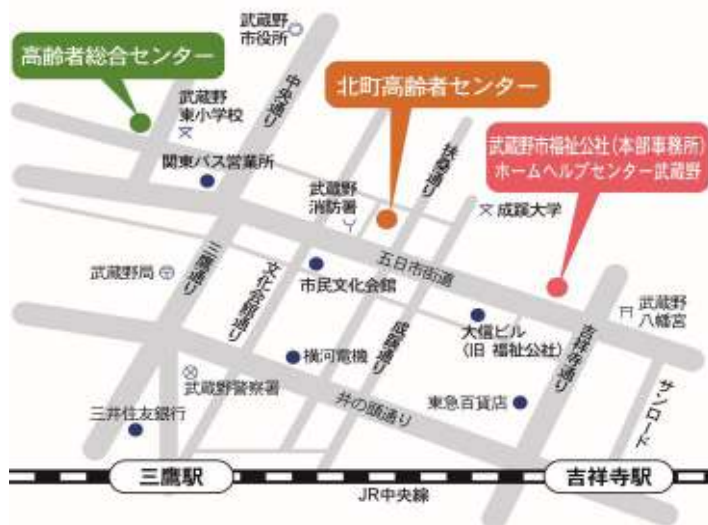 武蔵野
市役所
高齢者総合センター
中央通り
北町高齢者センター
武蔵野
東小学校
関東バス営業所
扶桑通り
武蔵野市福祉公社(本部事務所)
ホームヘルプセンター武蔵野
武蔵野
消防署
成蹊大学
武蔵野局
三鷹通り
文化会館通り
市民文化会館
五日市街道
成蹊通り
大信ビル
(旧 福祉公社)
吉祥寺通り
武蔵野
八幡宮
横河電機
武蔵野警察署
井の頭通り
東急百貨店
サンロード
三井住友銀行
三鷹駅
JR中央線
吉祥寺駅